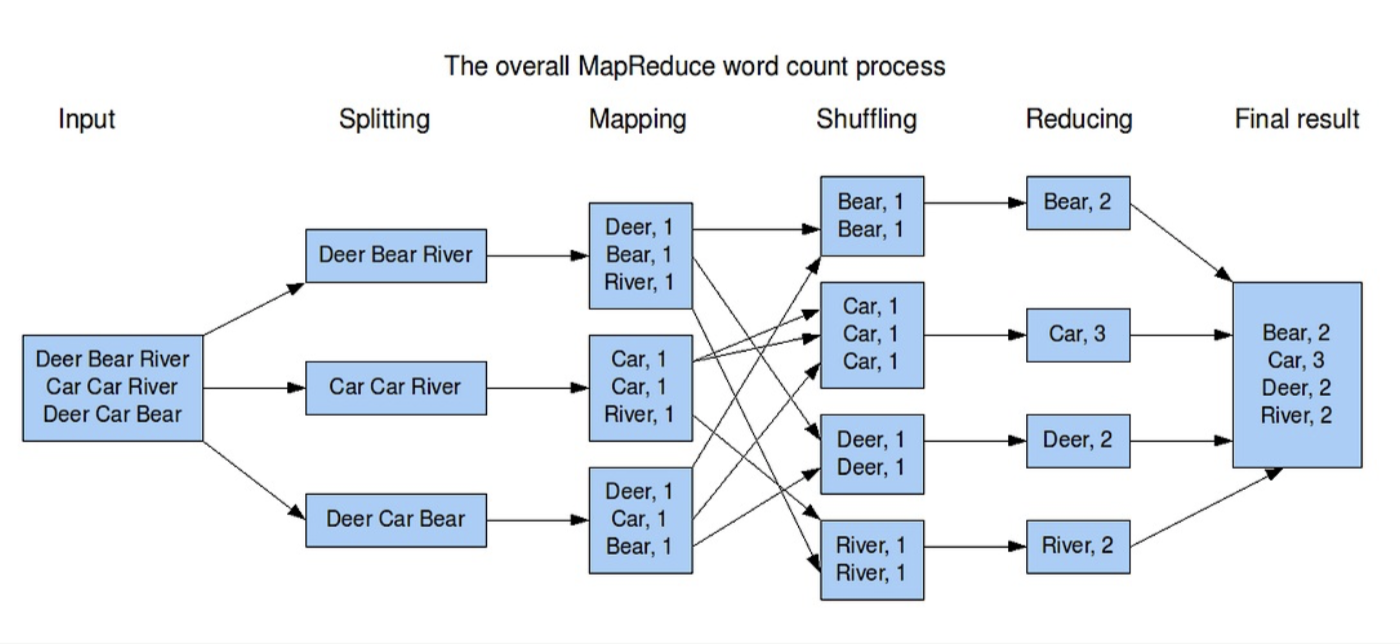 The overall MapReduce word count process
Input
Splitting
Mapping
Shuffling
Reducing
Final result
Deer Bear River
Car Car River
Deer Car Bear
Deer Bear River
Car Car River
Deer Car Bear
Deer, 1
Bear, 1
River, 1
Car, 1
Car, 1
River, 1
Deer, 1
Car, 1
Bear, 1
Bear, 1
Bear, 1
Car, 1
Car, 1
Car, 1
Deer, 1
Deer, 1
River, 1
River, 1
Bear, 2
Car, 3
Deer, 2
River, 2
Bear, 2
Car, 3
Deer, 2
River, 2